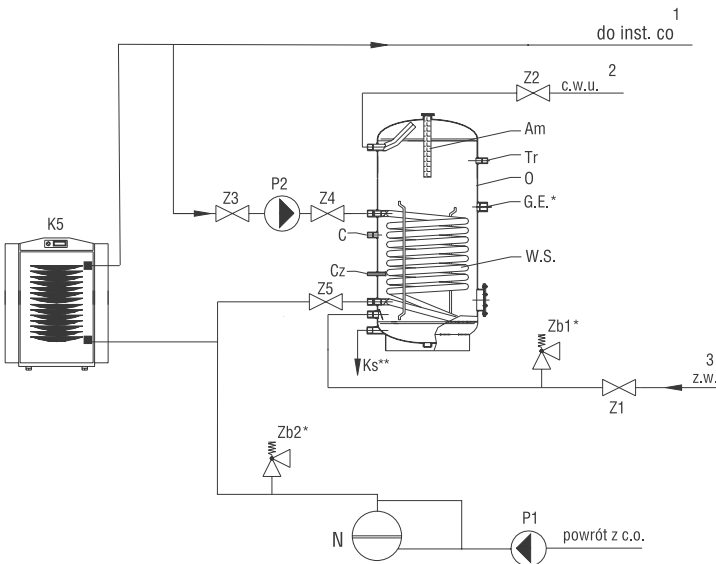 1
do inst. co
2
Z2
c.w.u.
Am
Tr
O
G.E.*
P2
Z3
Z4
K5
C
W.S.
Cz
Z5
Zb1*
3
z.w.
Ks**
Z1
Zb2*
P1
N
powrót z c.o.